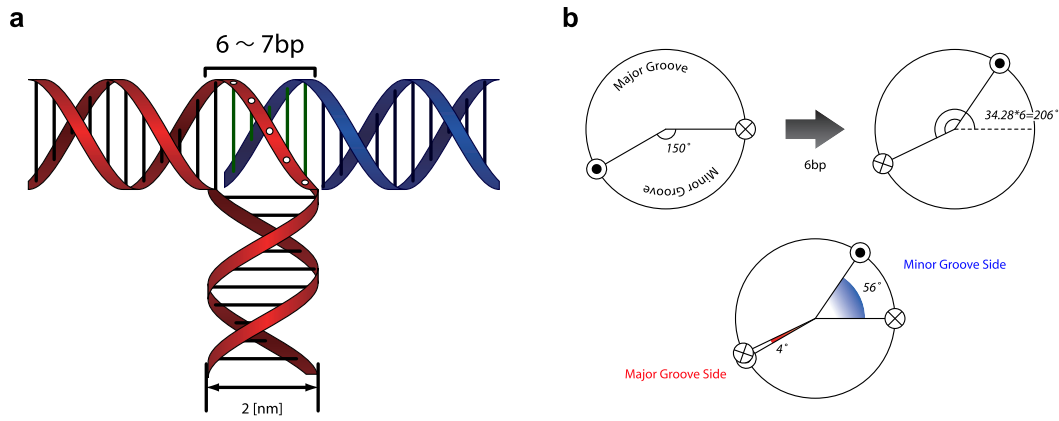 a
6 ~ 7bp
2 [nm]
b
Major Groove
150°
Minor Groove
6bp
34.28*6=206°
56°
Minor Groove Side
4°
Major Groove Side